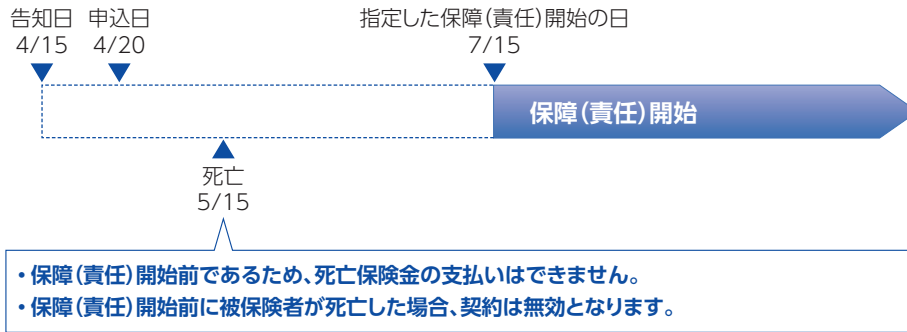 告知日 申込日 指定した保障(責任)開始の日
4/15 4/20 7/15
保障(責任)開始
死亡
5/15
・保障(責任)開始前であるため、死亡保険金の支払いはできません。
・保障(責任)開始前に被保険者が死亡した場合、契約は無効となります。